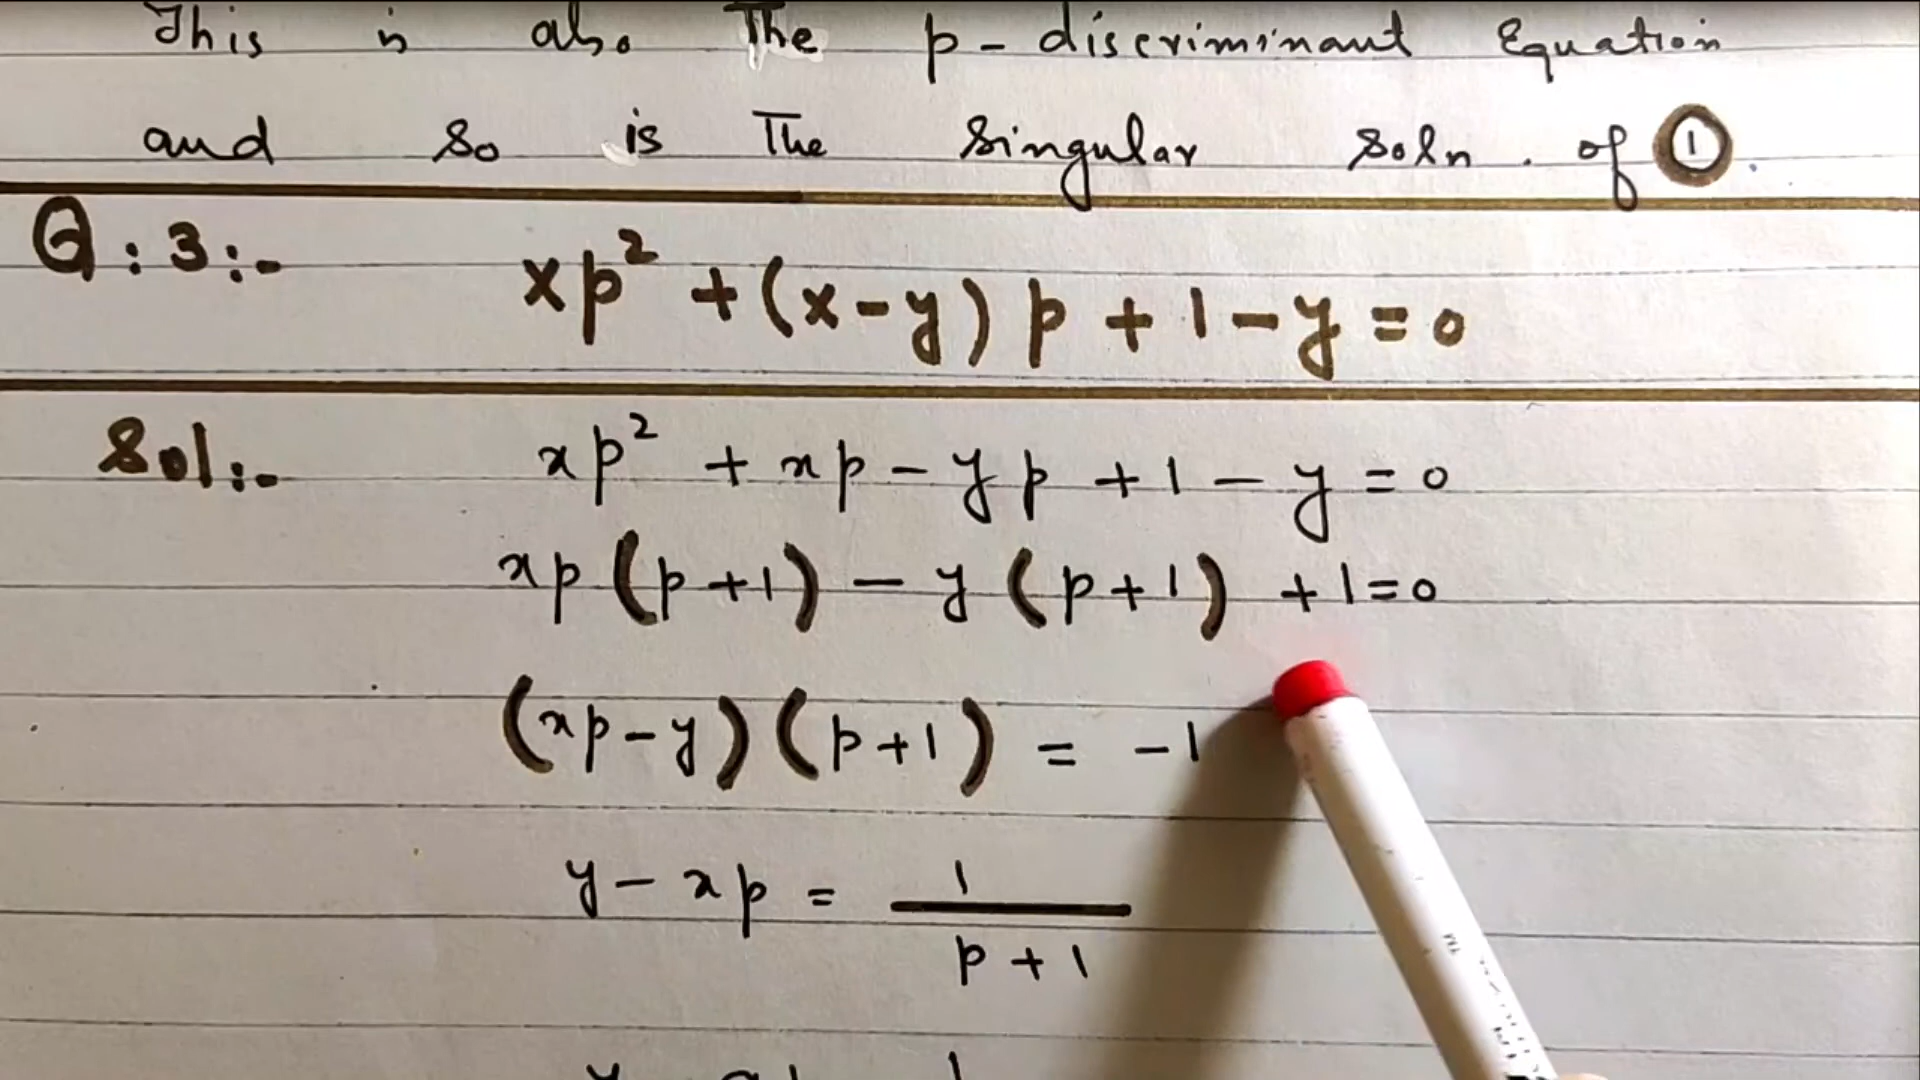 This is also The p-discriminant Equation
and so is The Singular Soln. of ①.
Q:3:- xp² + (x-y) p + 1 - y = 0
Sol:- xp² + xp - yp + 1 - y = 0
xp (p+1) - y (p+1) + 1 = 0
(xp-y) (p+1) = -1
y - xp = 1
p + 1